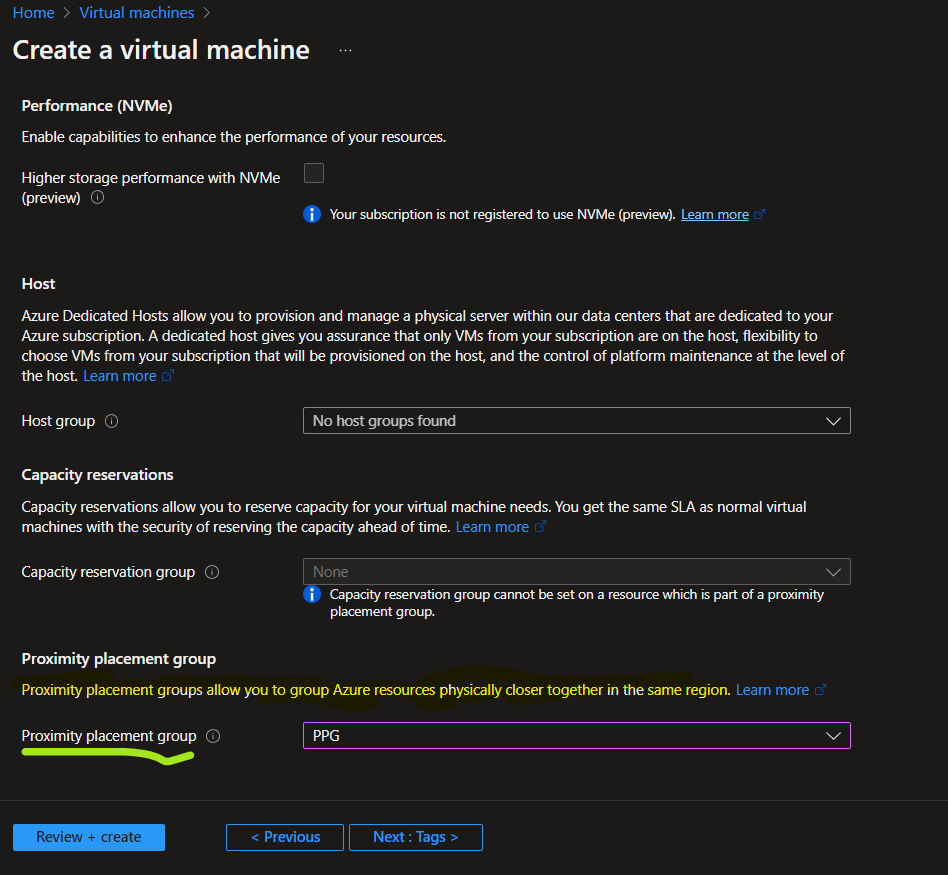 Home > Virtual machines >
Create a virtual machine ...
Performance (NVMe)
Enable capabilities to enhance the performance of your resources.
Higher storage performance with NVMe
(preview)
Your subscription is not registered to use NVMe (preview). Learn more
Host
Azure Dedicated Hosts allow you to provision and manage a physical server within our data centers that are dedicated to your
Azure subscription. A dedicated host gives you assurance that only VMs from your subscription are on the host, flexibility to
choose VMs from your subscription that will be provisioned on the host, and the control of platform maintenance at the level of
the host. Learn more
Host group
No host groups found
Capacity reservations
Capacity reservations allow you to reserve capacity for your virtual machine needs. You get the same SLA as normal virtual
machines with the security of reserving the capacity ahead of time. Learn more
Capacity reservation group
None
Capacity reservation group cannot be set on a resource which is part of a proximity
placement group.
Proximity placement group
Proximity placement groups allow you to group Azure resources physically closer together in the same region. Learn more
Proximity placement group
PPG
Review + create
< Previous
Next : Tags >